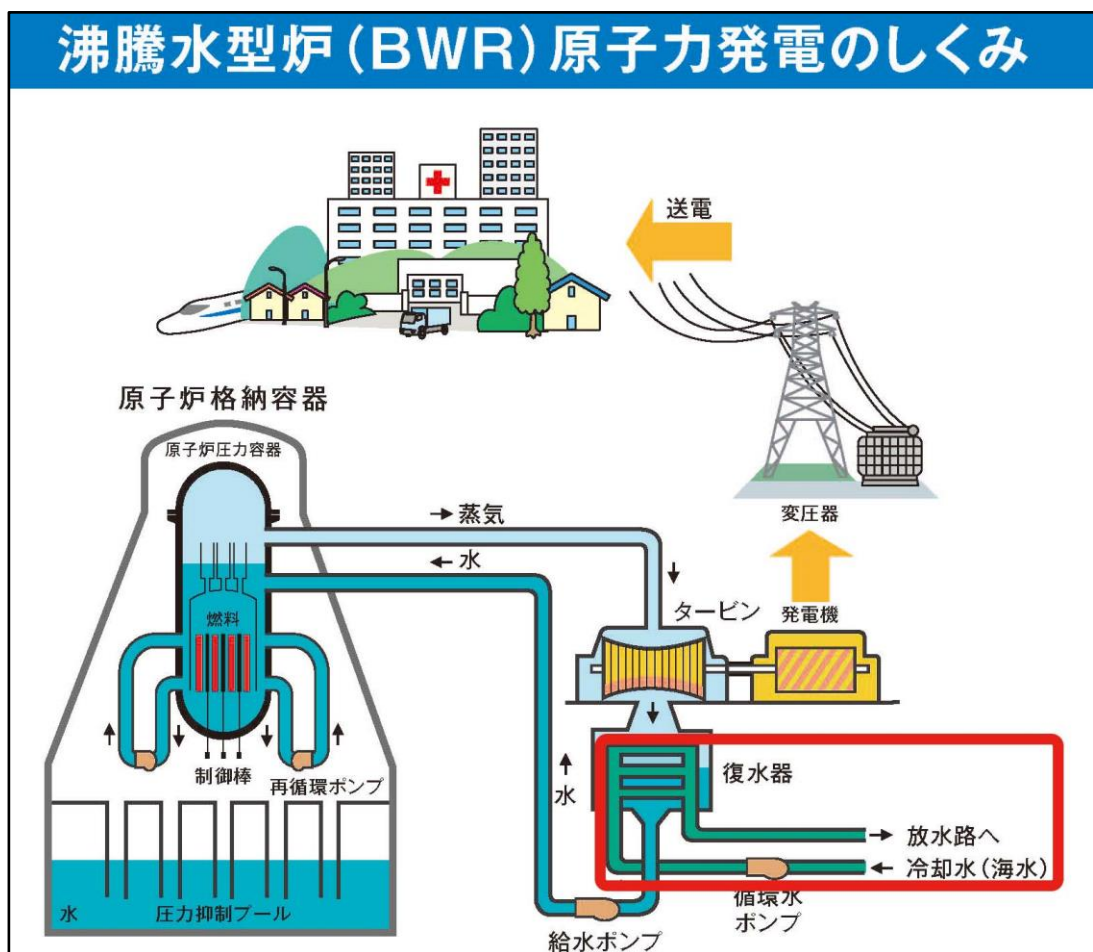 沸騰水型炉（BWR）原子力発電のしくみ
送電
原子炉格納容器
原子炉圧力容器
→蒸気
←水
変圧器
発電機
タービン
燃料
制御棒
再循環ポンプ
水
復水器
→ 放水路へ
← 冷却水（海水）
循環水
ポンプ
給水ポンプ
水
圧力抑制プール